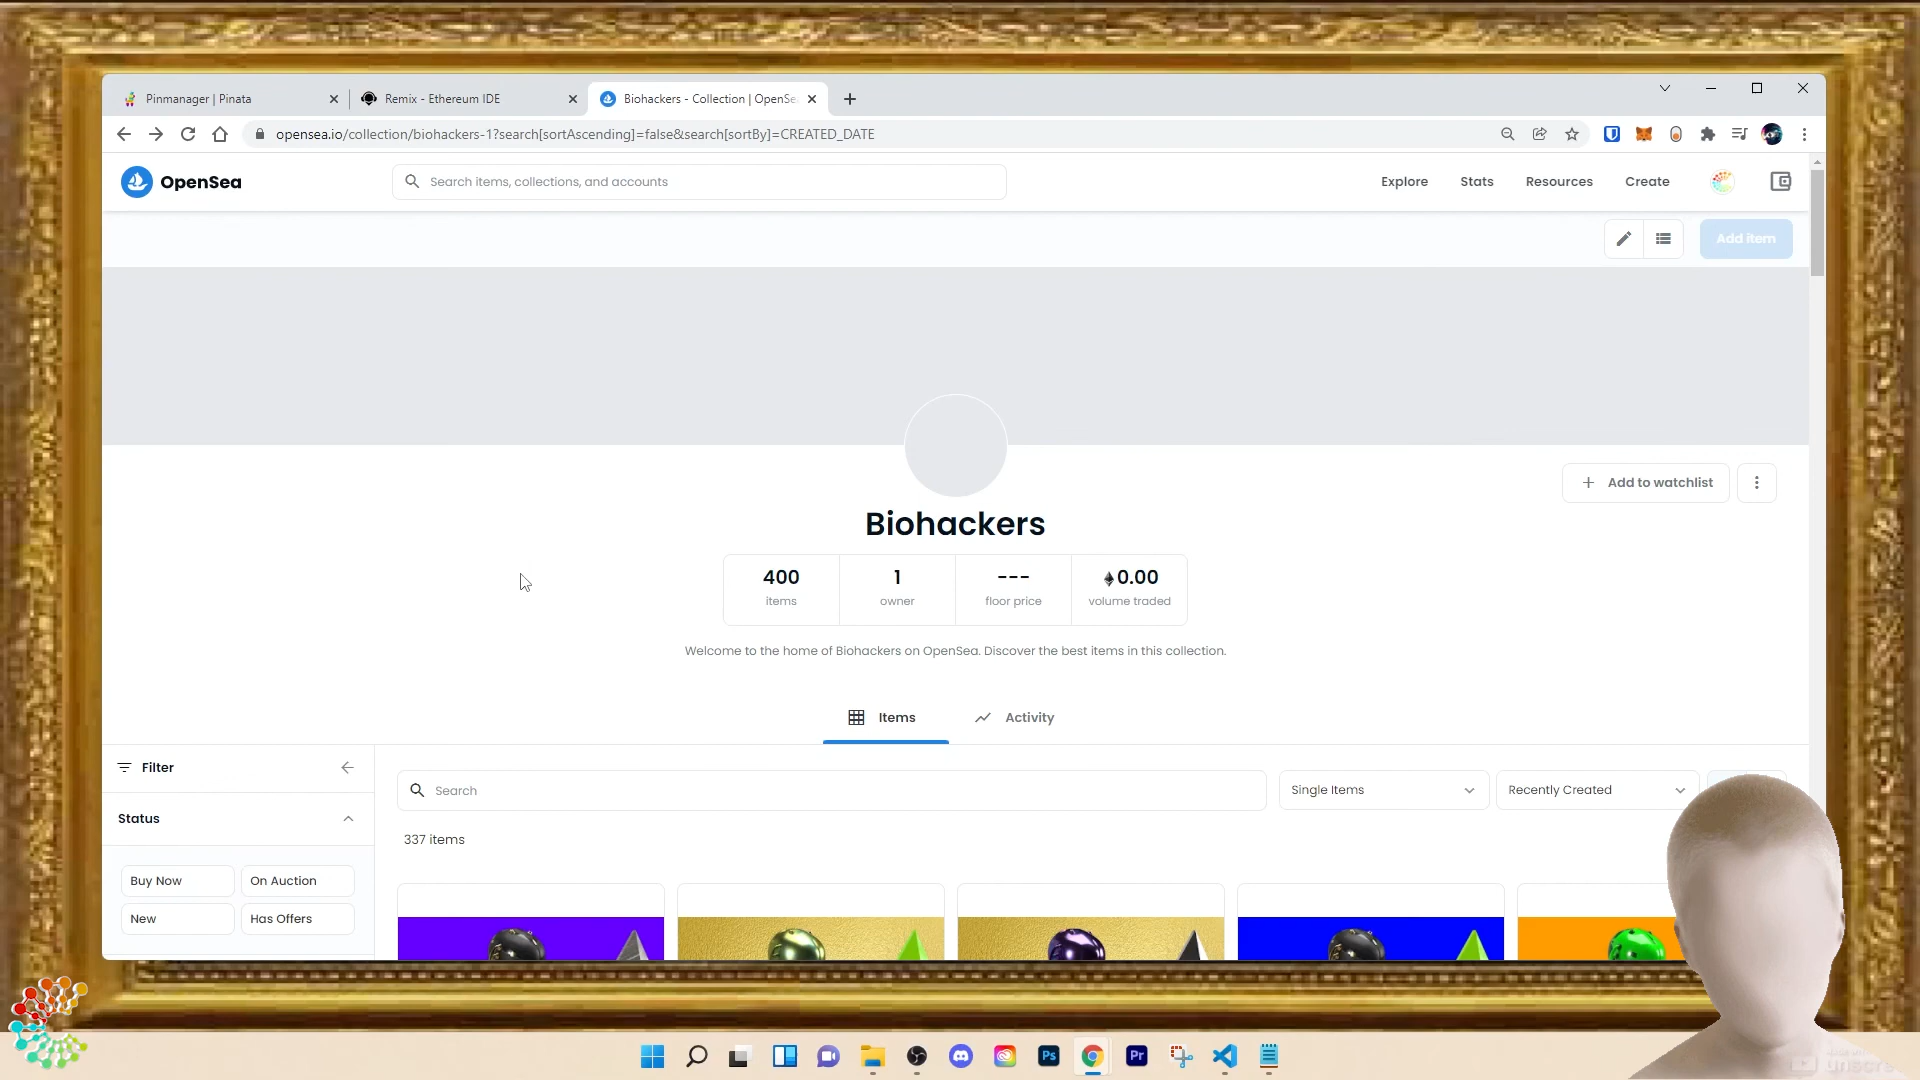 Pinmanager | Pinata
Remix - Ethereum IDE
Biohackers - Collection | OpenSe
opensea.io/collection/biohackers-1?search[sortAscending]=false&search[sortBy]=CREATED_DATE
OpenSea
Search items, collections, and accounts
Explore
Stats
Resources
Create
Add item
Add to watchlist
Biohackers
400
1
---
0.00
items
owner
floor price
volume traded
Welcome to the home of Biohackers on OpenSea. Discover the best items in this collection.
Items
Activity
Filter
Search
Single Items
Recently Created
Status
337 items
Buy Now
On Auction
New
Has Offers
Ps
Pr